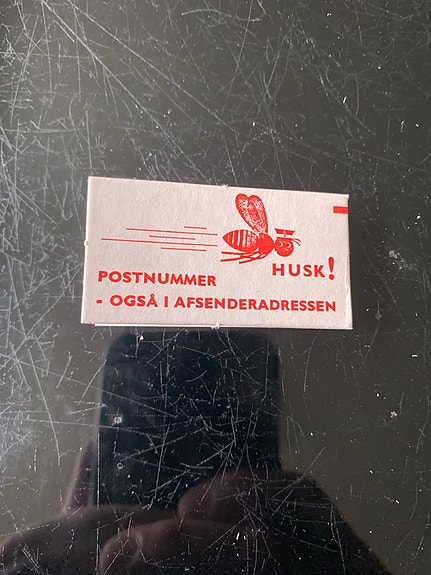 HUSK!
POSTNUMMER
- OGSÅ I AFSENDERADRESSEN